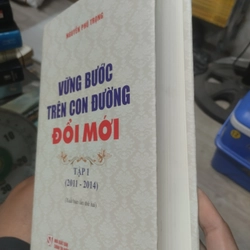 NGUYỄN PHÚ TRỌNG
VỮNG BƯỚC
TRÊN CON ĐƯỜNG
ĐỔI MỚI
TẬP I
(2011 - 2014)